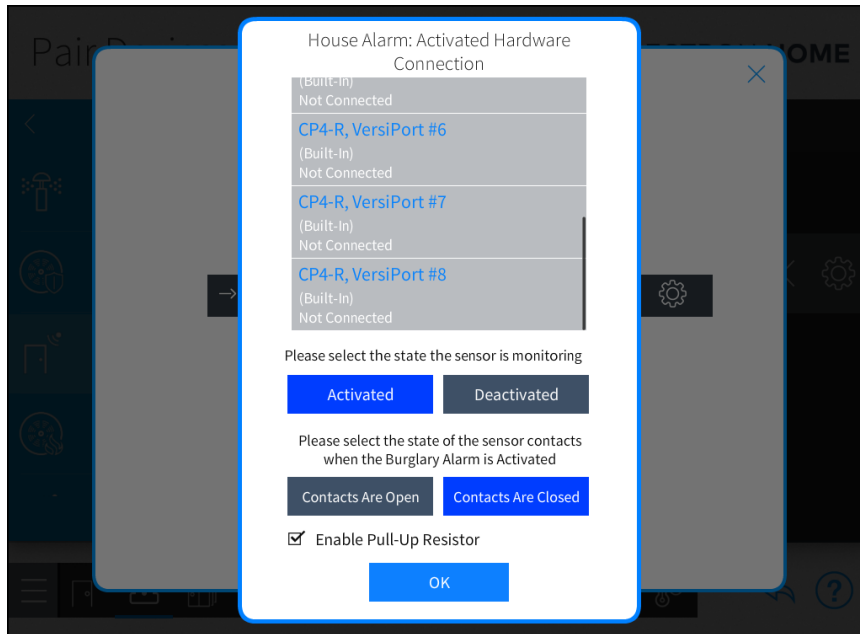 Pair
House Alarm: Activated Hardware
Connection
HOME
(Built-In)
Not Connected
CP4-R, VersiPort #6
(Built-In)
Not Connected
CP4-R, VersiPort #7
(Built-In)
Not Connected
CP4-R, VersiPort #8
(Built-In)
Not Connected
Please select the state the sensor is monitoring
Activated
Deactivated
Please select the state of the sensor contacts
when the Burglary Alarm is Activated
Contacts Are Open
Contacts Are Closed
Enable Pull-Up Resistor
OK
?